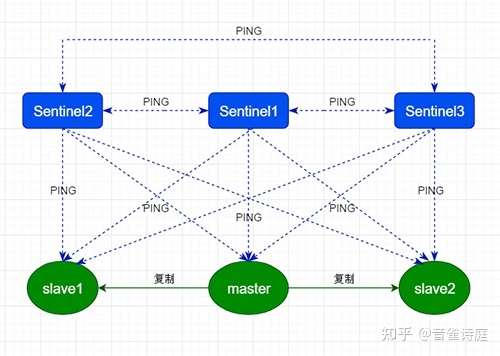 PING
Sentinel2
PING
Sentinel1
PING
Sentinel3
PING
PING
PING
PING
PING
slave1
复制
master
复制
slave2
知乎 @音雀诗庭